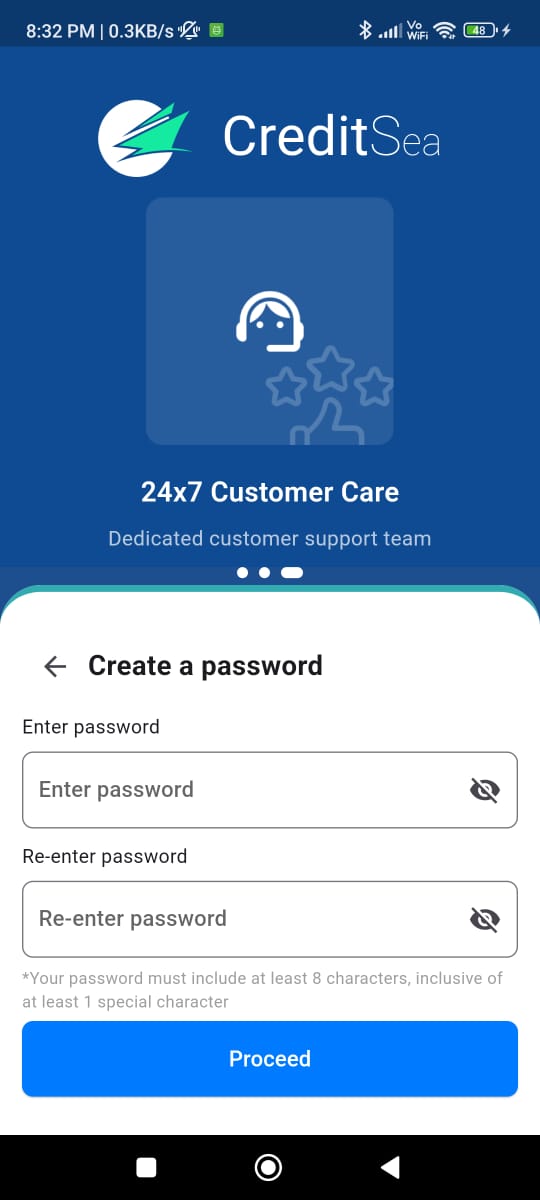 8:32 PM | 0.3KB/s
Vo
WiFi
48
CreditSea
24x7 Customer Care
Dedicated customer support team
Create a password
Enter password
Enter password
Re-enter password
Re-enter password
*Your password must include at least 8 characters, inclusive of
at least 1 special character
Proceed